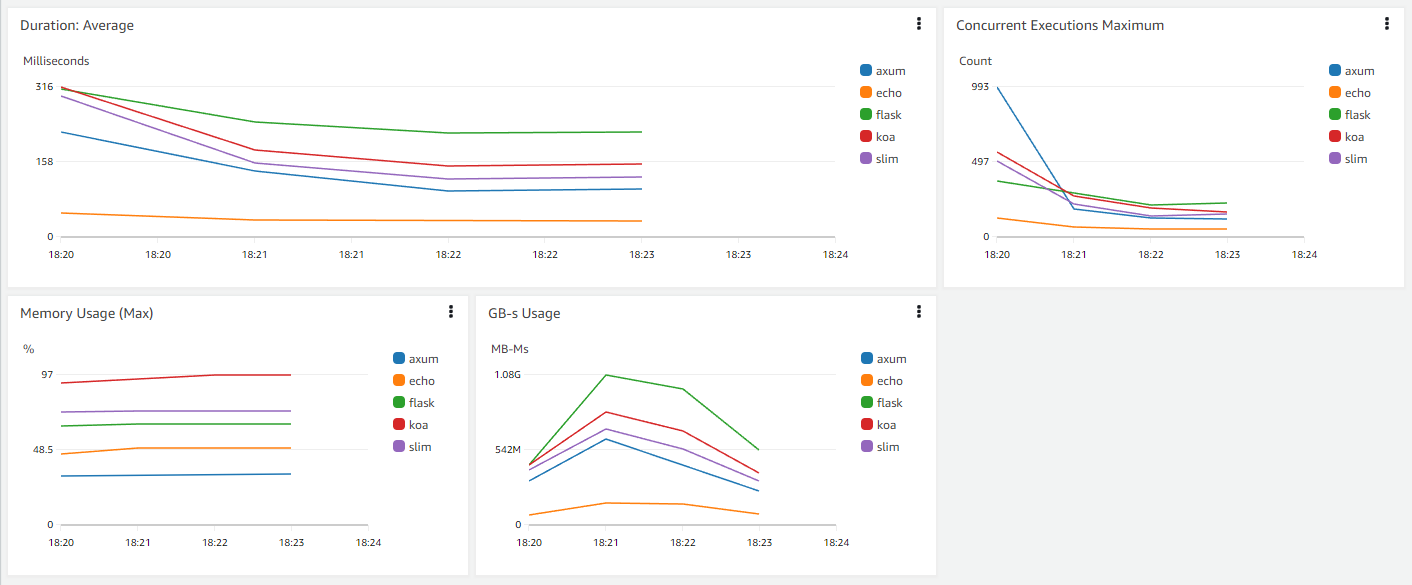 Duration: Average
Milliseconds
316
158
0
18:20 18:20 18:21 18:21 18:22 18:22 18:23 18:23 18:24
axum
echo
flask
koa
slim
Concurrent Executions Maximum
Count
993
497
0
18:20 18:21 18:22 18:23 18:24
axum
echo
flask
koa
slim
Memory Usage (Max)
%
97
48.5
0
18:20 18:21 18:22 18:23 18:24
axum
echo
flask
koa
slim
GB-s Usage
MB-Ms
1.08G
542M
0
18:20 18:21 18:22 18:23 18:24
axum
echo
flask
koa
slim